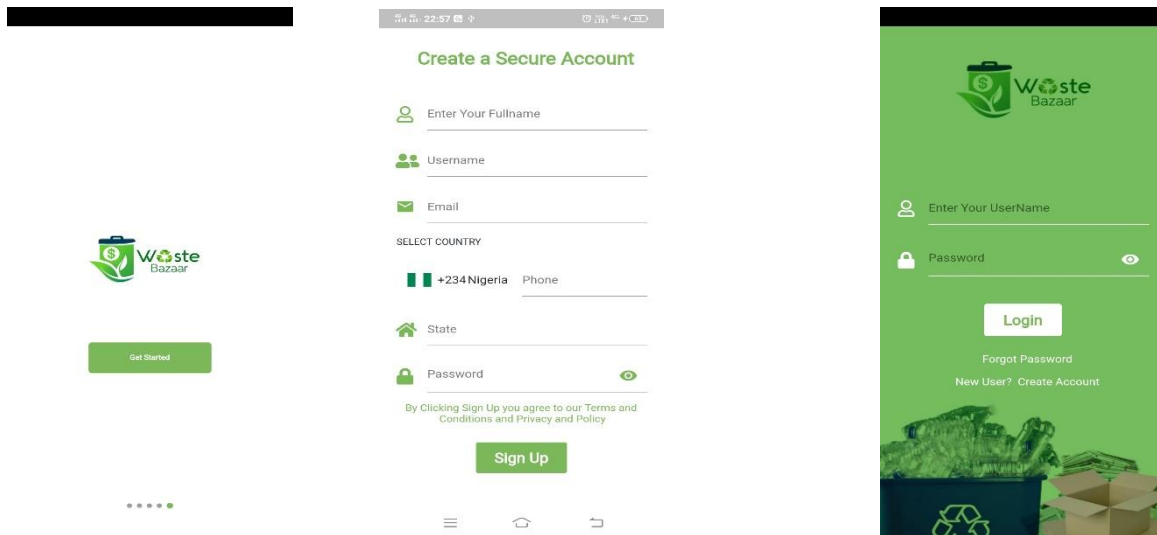 Waste
Bazaar
Get Started
22:57
Create a Secure Account
Enter Your Fullname
Username
Email
SELECT COUNTRY
+234 Nigeria Phone
State
Password
By Clicking Sign Up you agree to our Terms and
Conditions and Privacy and Policy
Sign Up
Waste
Bazaar
Enter Your UserName
Password
Login
Forgot Password
New User? Create Account